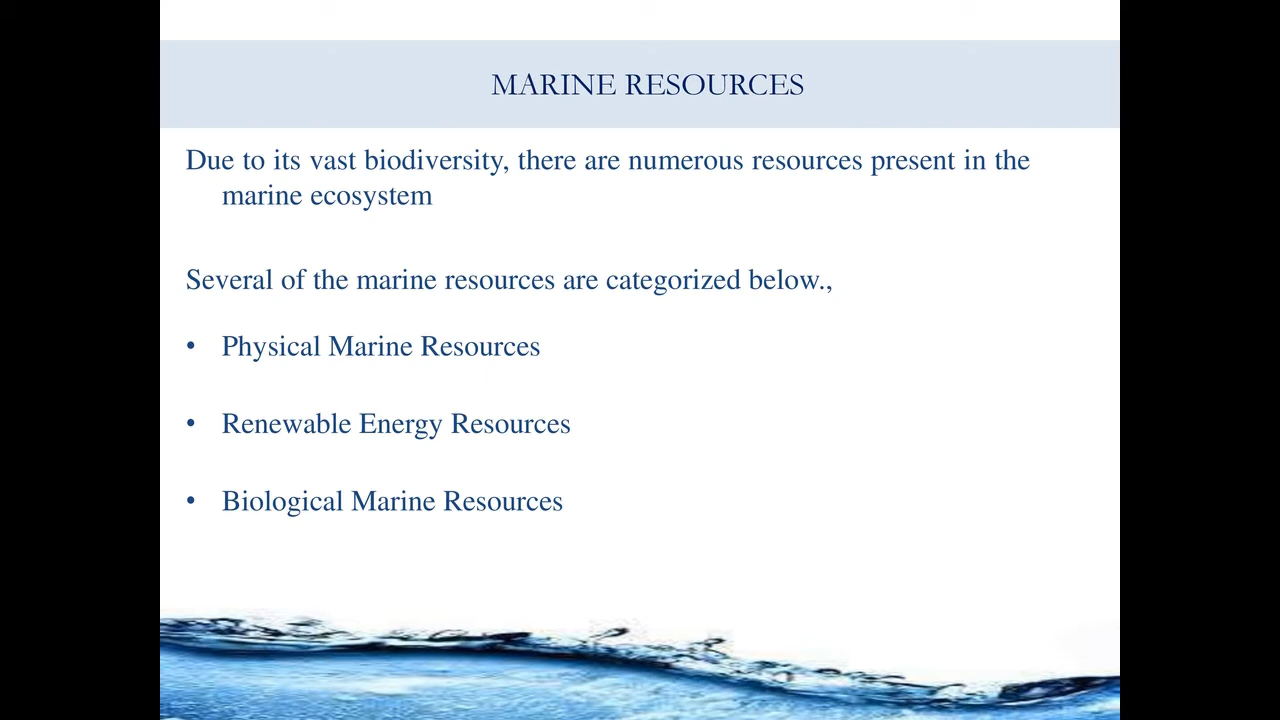 MARINE RESOURCES
Due to its vast biodiversity, there are numerous resources present in the
marine ecosystem
Several of the marine resources are categorized below.,
• Physical Marine Resources
• Renewable Energy Resources
• Biological Marine Resources